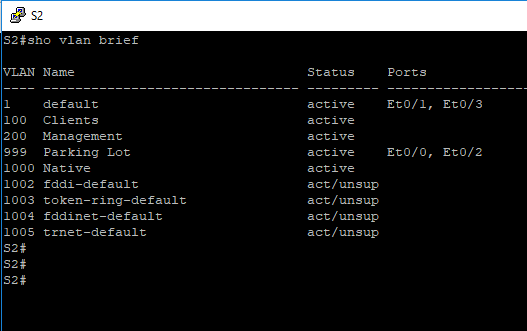 S2
S2#sho vlan brief
VLAN Name                             Status    Ports
---- -------------------------------- --------- -------------------
1    default                          active    Et0/1, Et0/3
100  Clients                          active
200  Management                       active
999  Parking Lot                      active    Et0/0, Et0/2
1000 Native                           active
1002 fddi-default                     act/unsup
1003 token-ring-default               act/unsup
1004 fddinet-default                  act/unsup
1005 trnet-default                    act/unsup
S2#
S2#
S2#